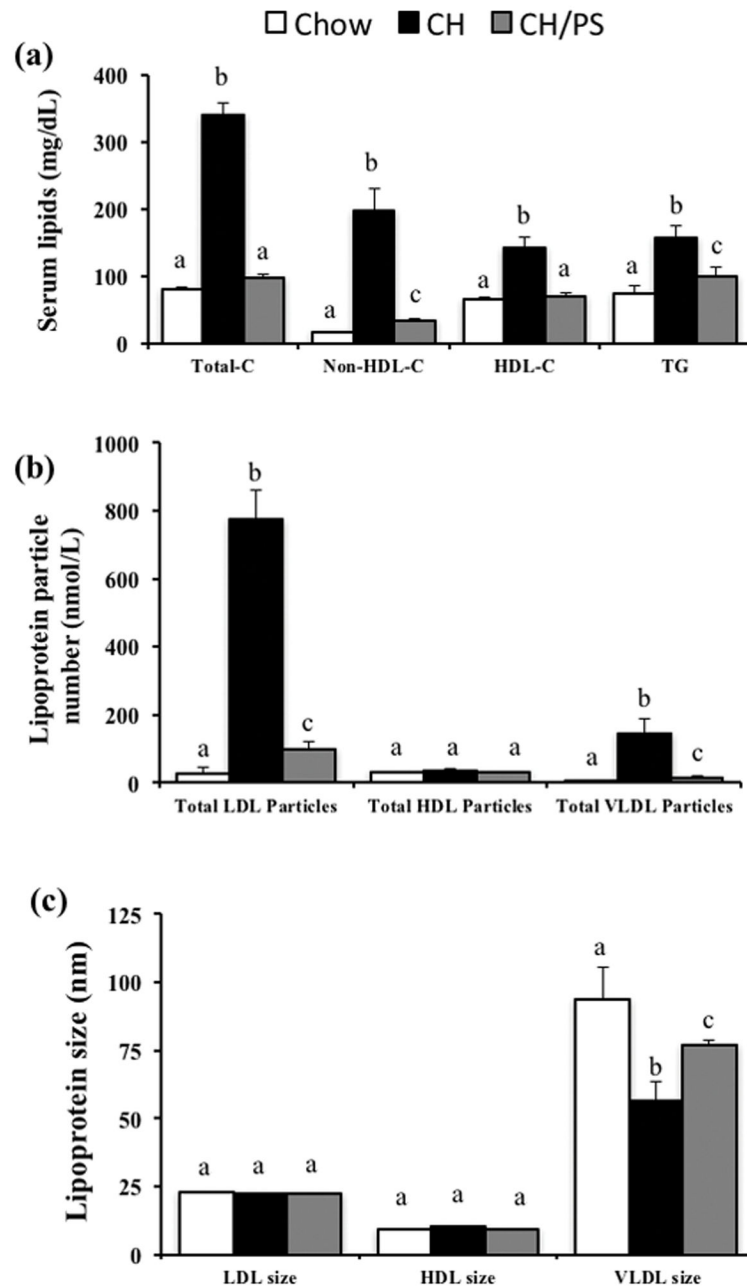 Chow CH CH/PS
(a)
Serum lipids (mg/dL)
400
300
200
100
0
a b a
a b c
a b a
a b c
Total-C Non-HDL-C HDL-C TG
(b)
Lipoprotein particle
number (nmol/L)
1000
800
600
400
200
0
a b c
a a a
a b c
Total LDL Particles Total HDL Particles Total VLDL Particles
(c)
Lipoprotein size (nm)
125
100
75
50
25
0
a a a
a a a
a b c
LDL size HDL size VLDL size